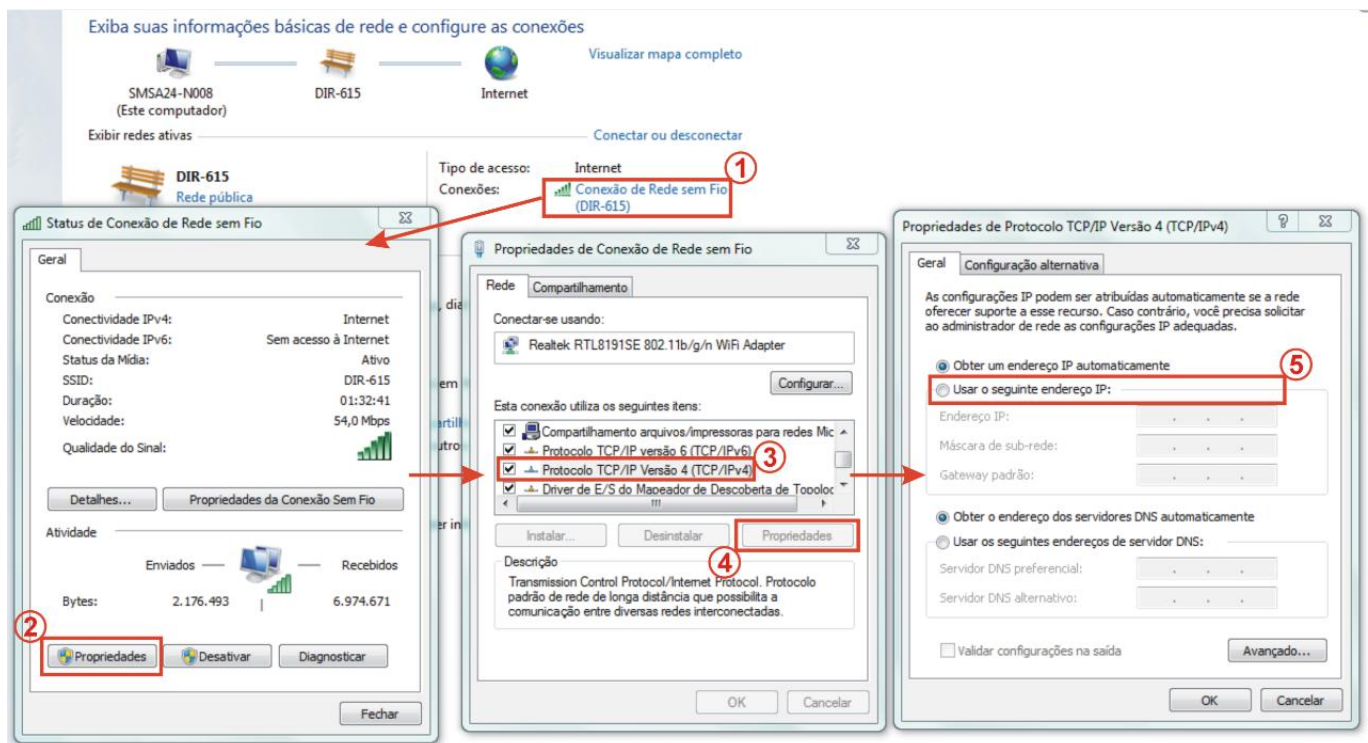 Exiba suas informações básicas de rede e configure as conexões
Visualizar mapa completo
SMSA24-N008
(Este computador)
DIR-615
Internet
Exibir redes ativas
Conectar ou desconectar
DIR-615
Rede pública
Tipo de acesso: Internet
Conexões: Conexão de Rede sem Fio
(DIR-615)
1
Status de Conexão de Rede sem Fio
Geral
Conexão
Conectividade IPv4: Internet
Conectividade IPv6: Sem acesso à Internet
Status da Mídia: Ativo
SSID: DIR-615
Duração: 01:32:41
Velocidade: 54,0 Mbps
Qualidade do Sinal:
Detalhes... Propriedades da Conexão Sem Fio
Atividade
Enviados Recebidos
Bytes: 2.176.493 6.974.671
2
Propriedades Desativar Diagnosticar
Fechar
Propriedades de Conexão de Rede sem Fio
Rede Compartilhamento
Conectar-se usando:
Realtek RTL8191SE 802.11b/g/n WiFi Adapter
Configurar...
Esta conexão utiliza os seguintes itens:
Compartilhamento arquivos/impressoras para redes Mic
Protocolo TCP/IP versão 6 (TCP/IPv6)
Protocolo TCP/IP Versão 4 (TCP/IPv4)
3
Driver de E/S do Mapeador de Descoberta de Topoloc
Instalar... Desinstalar Propriedades
4
Descrição
Transmission Control Protocol/Internet Protocol. Protocolo
padrão de rede de longa distância que possibilita a
comunicação entre diversas redes interconectadas.
OK Cancelar
Propriedades de Protocolo TCP/IP Versão 4 (TCP/IPv4)
Geral Configuração alternativa
As configurações IP podem ser atribuídas automaticamente se a rede
oferecer suporte a esse recurso. Caso contrário, você precisa solicitar
ao administrador de rede as configurações IP adequadas.
Obter um endereço IP automaticamente
5
Usar o seguinte endereço IP:
Endereço IP:
Máscara de sub-rede:
Gateway padrão:
Obter o endereço dos servidores DNS automaticamente
Usar os seguintes endereços de servidor DNS:
Servidor DNS preferencial:
Servidor DNS alternativo:
Validar configurações na saída
Avançado...
OK Cancelar